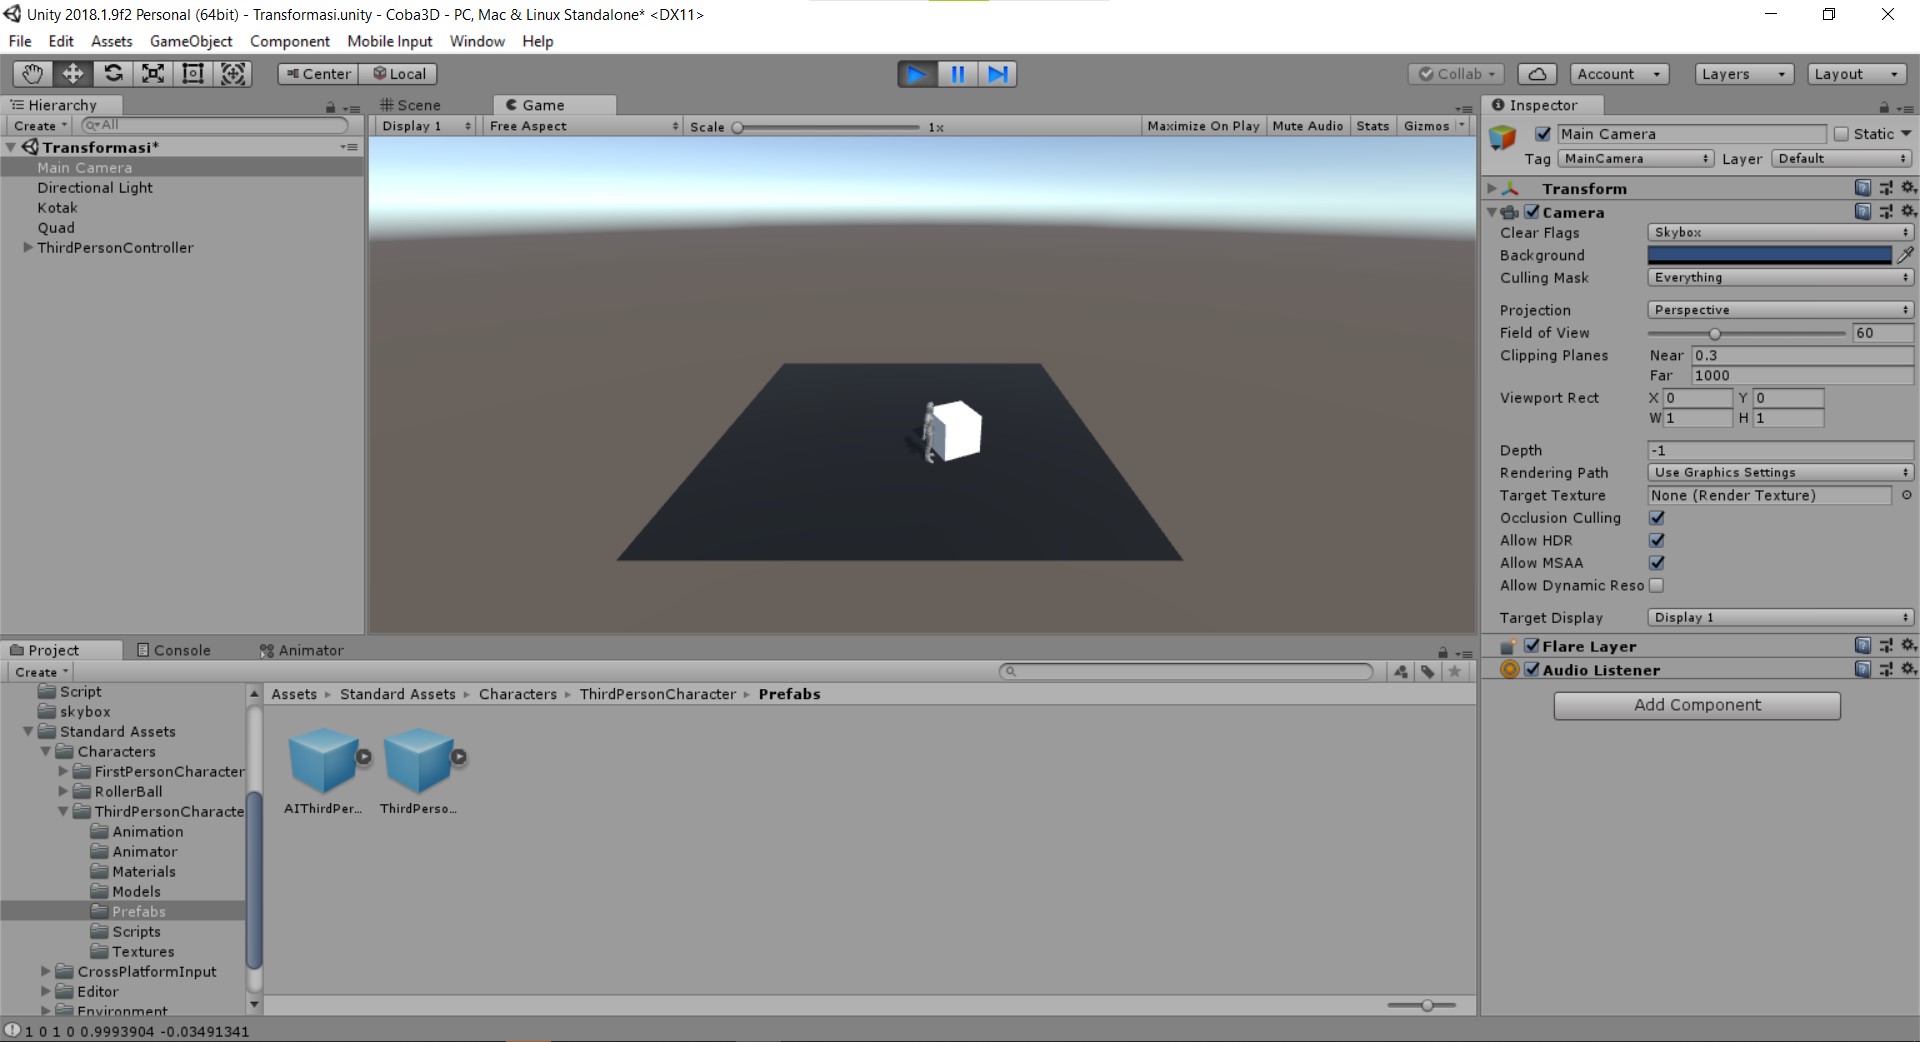 Unity 2018.1.9f2 Personal (64bit) - Transformasi.unity - Coba3D - PC, Mac & Linux Standalone* <DX11>
File Edit Assets GameObject Component Mobile Input Window Help
Center Local Collab Account Layers Layout
Hierarchy
Create All
Transformasi*
Main Camera
Directional Light
Kotak
Quad
ThirdPersonController
Scene Game
Display 1 Free Aspect Scale 1x Maximize On Play Mute Audio Stats Gizmos
Inspector
Main Camera Static
Tag MainCamera Layer Default
Transform
Camera
Clear Flags Skybox
Background
Culling Mask Everything
Projection Perspective
Field of View 60
Clipping Planes Near 0.3
Far 1000
Viewport Rect X 0 Y 0
W 1 H 1
Depth -1
Rendering Path Use Graphics Settings
Target Texture None (Render Texture)
Occlusion Culling
Allow HDR
Allow MSAA
Allow Dynamic Reso
Target Display Display 1
Flare Layer
Audio Listener
Add Component
Project Console Animator
Create
Script
skybox
Standard Assets
Characters
FirstPersonCharacter
RollerBall
ThirdPersonCharacte
Animation
Animator
Materials
Models
Prefabs
Scripts
Textures
CrossPlatformInput
Editor
Environment
Assets Standard Assets Characters ThirdPersonCharacter Prefabs
AIThirdPer... ThirdPerso...
1 0 1 0 0.9993904 -0.03491341